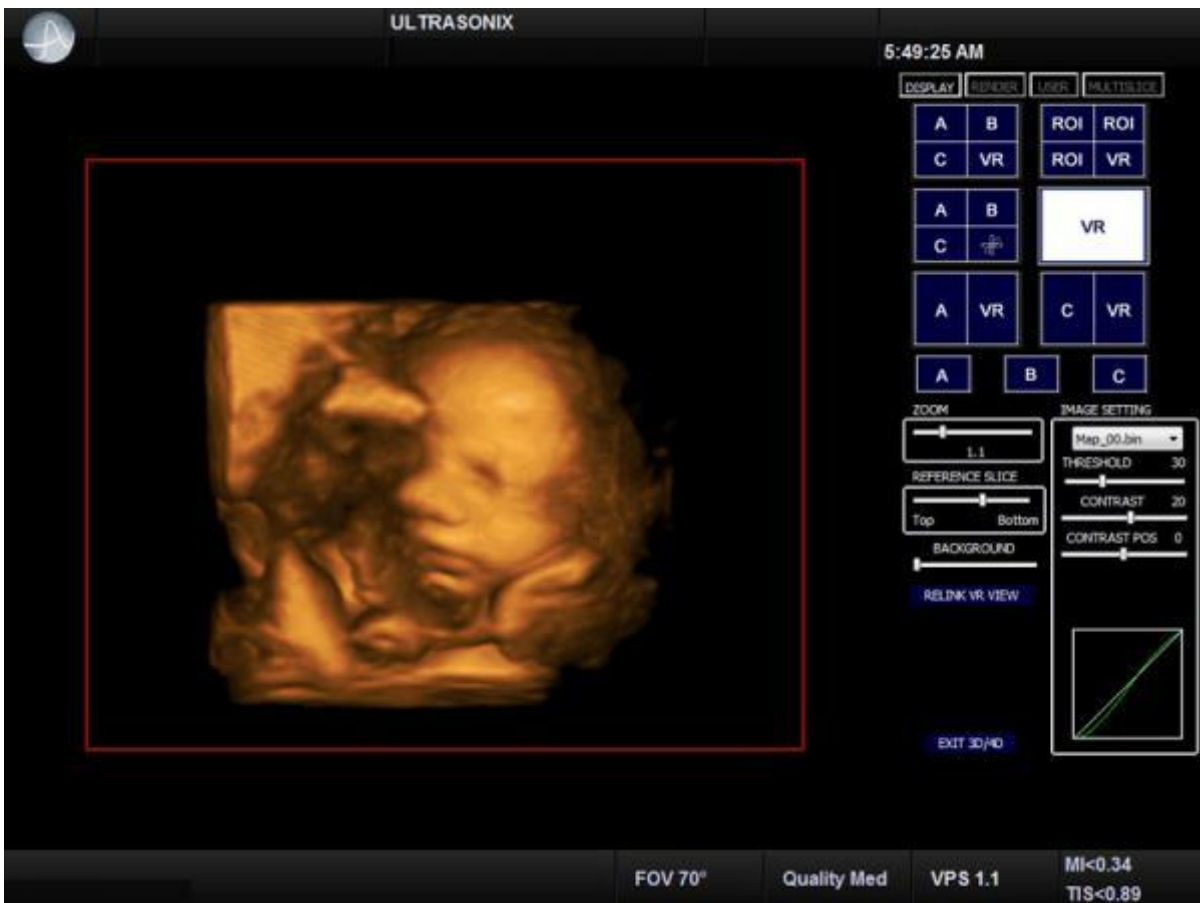 ULTRASONIX
5:49:25 AM
DISPLAY RENDER USER MULTISLICE
A B ROI ROI
C VR ROI VR
A B VR
C
A VR C VR
A B C
ZOOM IMAGE SETTING
Map_00.bin
1.1
THRESHOLD 30
REFERENCE SLICE
CONTRAST 20
Top Bottom
CONTRAST POS 0
BACKGROUND
RELINK VR VIEW
EXIT 3D/4D
FOV 70° Quality Med VPS 1.1 MI<0.34
TIS<0.89